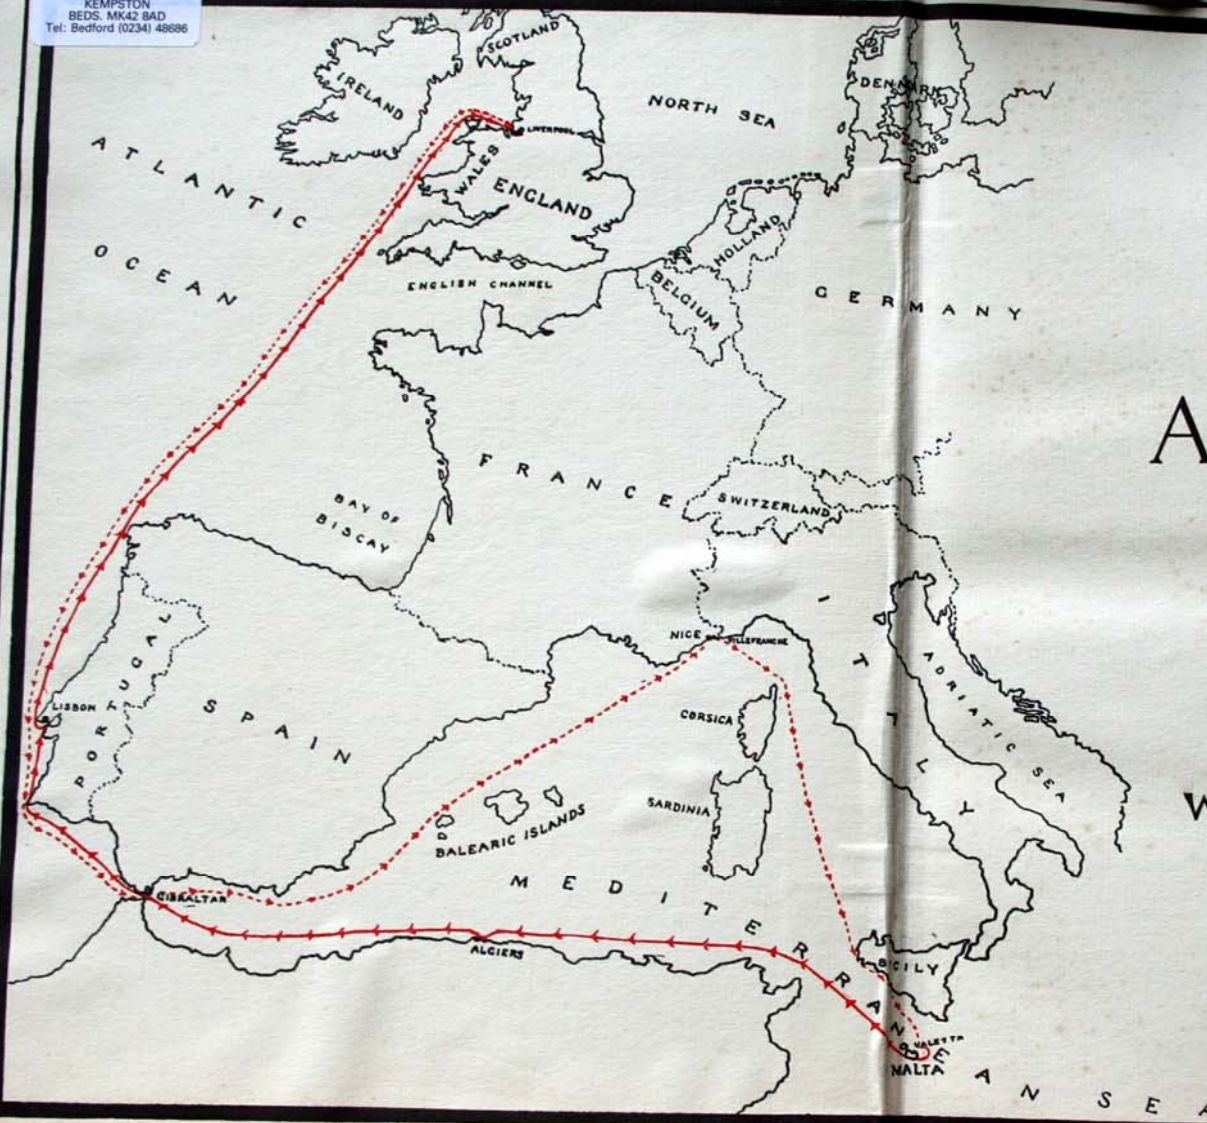 KEMPSTON
BEDS. MK42 8AD
Tel: Bedford (0234) 48686
SCOTLAND
IRELAND
NORTH SEA
DENMARK
LIVERPOOL
ATLANTIC
OCEAN
WALES
ENGLAND
HOLLAND
ENGLISH CHANNEL
BELGIUM
GERMANY
A
FRANCE
SWITZERLAND
BAY OF
BISCAY
NICE
VILLEFRANCHE
ITALY
ADRIATIC SEA
LISBON
PORTUGAL
SPAIN
CORSICA
SARDINIA
BALEARIC ISLANDS
W
GIBRALTAR
MEDITERRANEAN SEA
ALGIERS
SICILY
VALETTA
MALTA